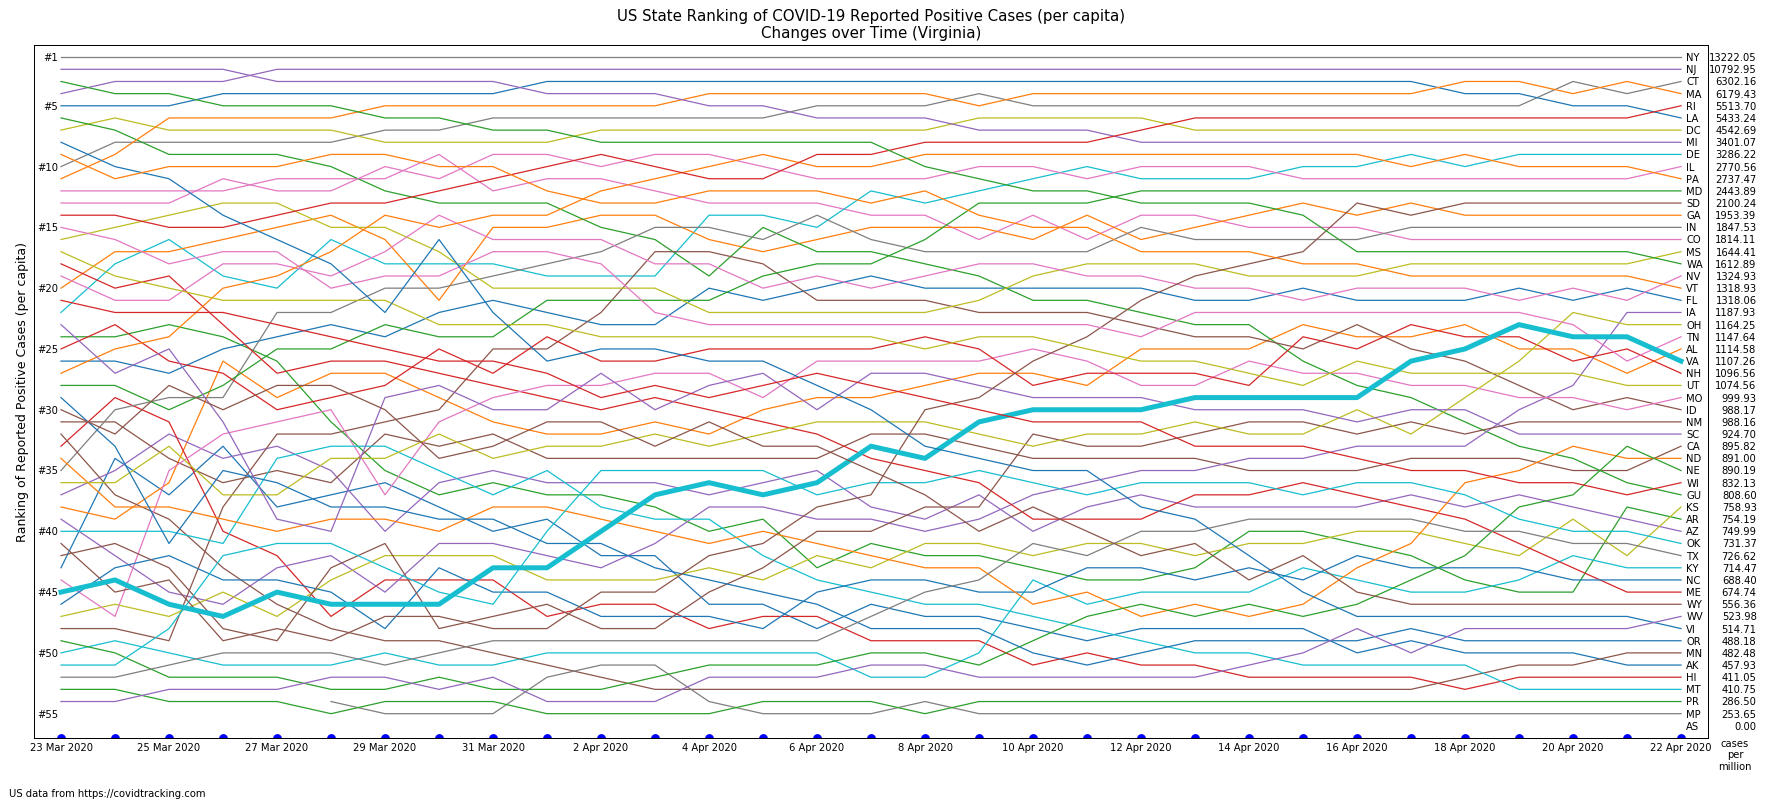 US State Ranking of COVID-19 Reported Positive Cases (per capita)
Changes over Time (Virginia)
Ranking of Reported Positive Cases (per capita)
#1
#5
#10
#15
#20
#25
#30
#35
#40
#45
#50
#55
NY 13222.05
NJ 10792.95
CT 6302.16
MA 6179.43
RI 5513.70
LA 5433.24
DC 4542.69
MI 3401.07
DE 3286.22
IL 2770.56
PA 2737.47
MD 2443.89
SD 2100.24
GA 1953.39
IN 1847.53
CO 1814.11
MS 1644.41
WA 1612.89
NV 1324.93
VT 1318.93
FL 1318.06
IA 1187.93
OH 1164.25
TN 1147.64
AL 1114.58
VA 1107.26
NH 1096.56
UT 1074.56
MO 999.93
ID 988.17
NM 988.16
SC 924.70
CA 895.82
ND 891.00
NE 890.19
WI 832.13
GU 808.60
KS 758.93
AR 754.19
AZ 749.99
OK 731.37
TX 726.62
KY 714.47
NC 688.40
ME 674.74
WY 556.36
WV 523.98
VI 514.71
OR 488.18
MN 482.48
AK 457.93
HI 411.05
MT 410.75
PR 286.50
MP 253.65
AS 0.00
23 Mar 2020 25 Mar 2020 27 Mar 2020 29 Mar 2020 31 Mar 2020 2 Apr 2020 4 Apr 2020 6 Apr 2020 8 Apr 2020 10 Apr 2020 12 Apr 2020 14 Apr 2020 16 Apr 2020 18 Apr 2020 20 Apr 2020 22 Apr 2020
cases
per
million
US data from https://covidtracking.com